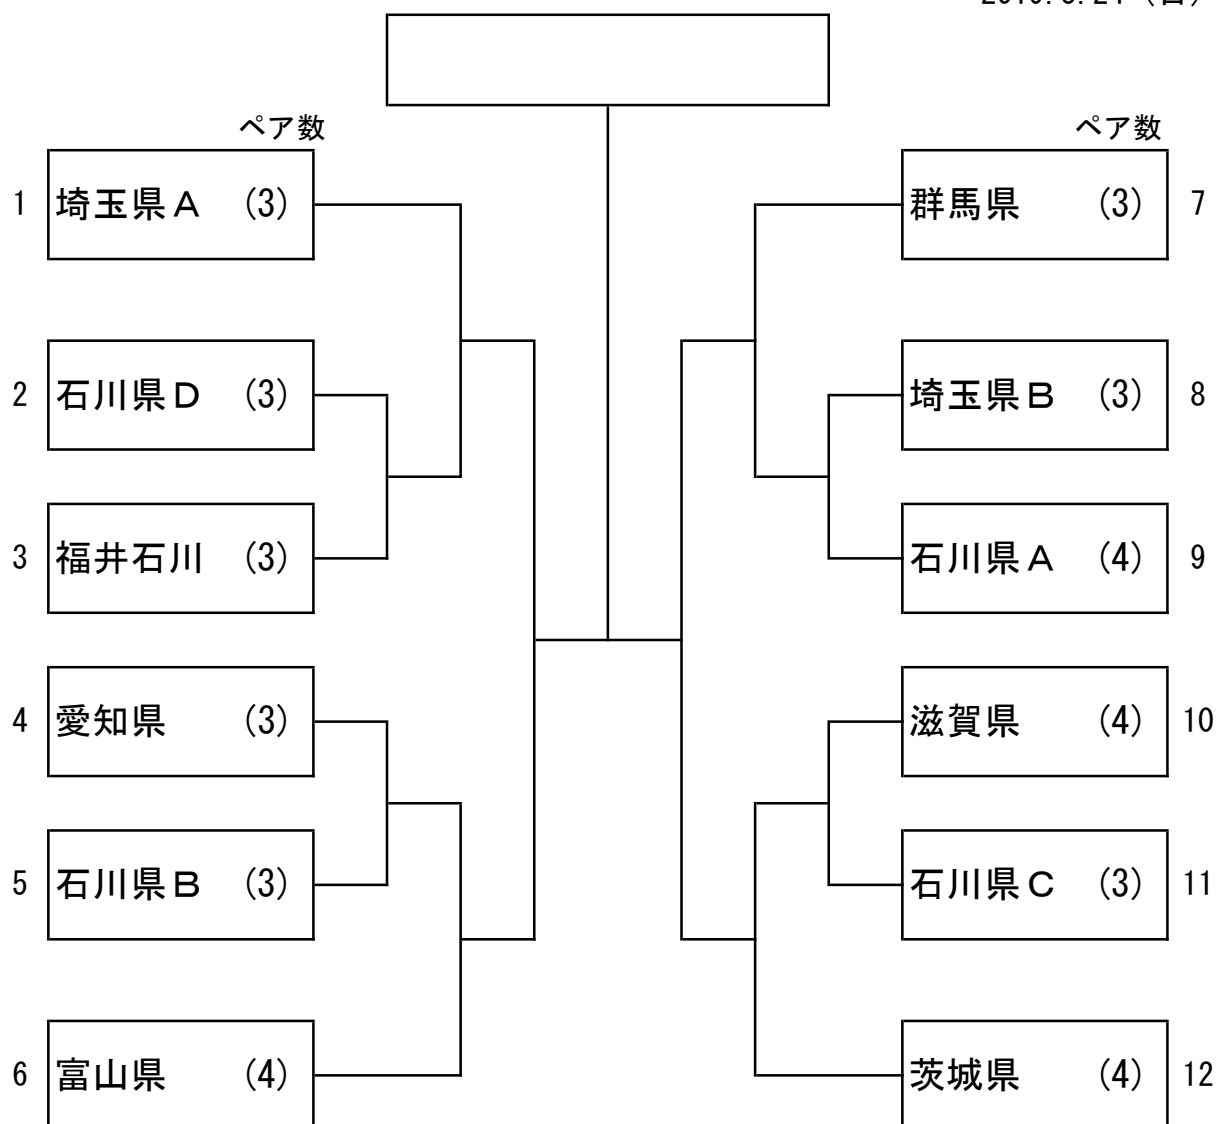 ペア数
1 埼玉県Ａ (3)
2 石川県Ｄ (3)
3 福井石川 (3)
4 愛知県 (3)
5 石川県Ｂ (3)
6 富山県 (4)
ペア数
群馬県 (3) 7
埼玉県Ｂ (3) 8
石川県Ａ (4) 9
滋賀県 (4) 10
石川県Ｃ (3) 11
茨城県 (4) 12